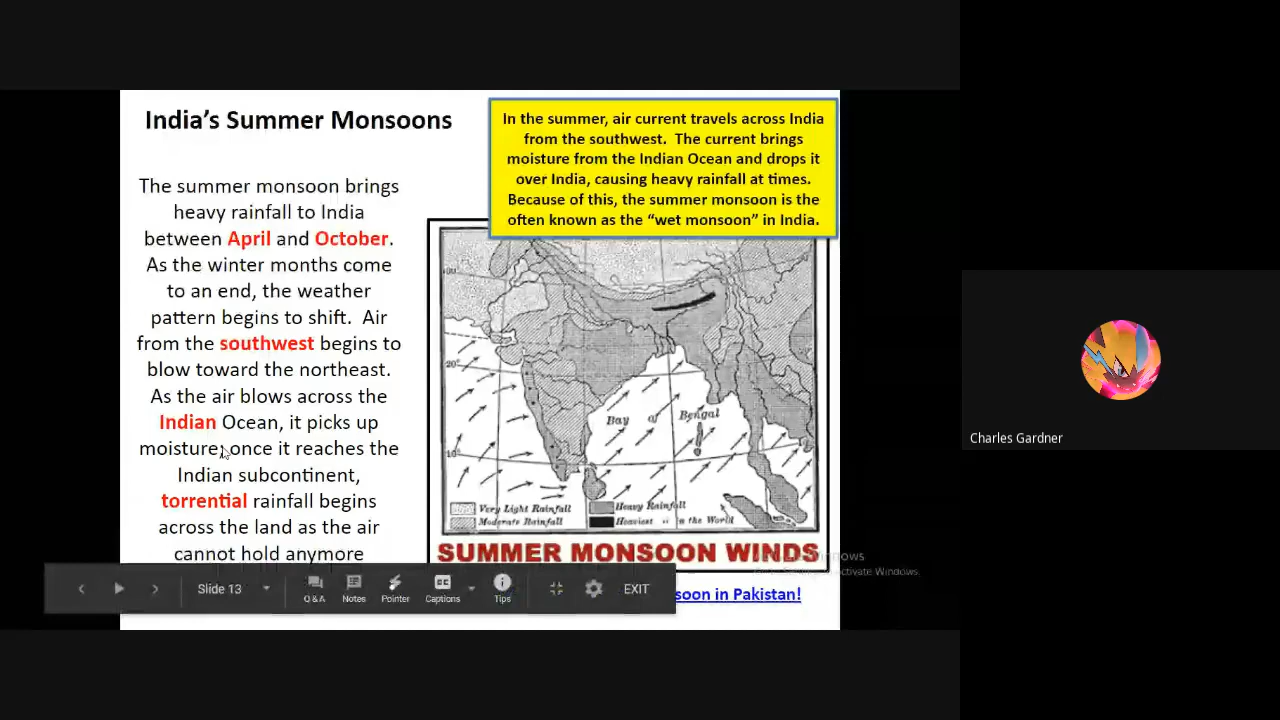 India's Summer Monsoons
In the summer, air current travels across India
from the southwest. The current brings
moisture from the Indian Ocean and drops it
over India, causing heavy rainfall at times.
Because of this, the summer monsoon is the
often known as the “wet monsoon” in India.
The summer monsoon brings
heavy rainfall to India
between April and October.
As the winter months come
to an end, the weather
pattern begins to shift. Air
from the southwest begins to
blow toward the northeast.
As the air blows across the
Indian Ocean, it picks up
moisture; once it reaches the
Indian subcontinent,
torrential rainfall begins
across the land as the air
cannot hold anymore
20°
10°
Bay of Bengal
Very Light Rainfall
Moderate Rainfall
Heavy Rainfall
Heaviest in the World
SUMMER MONSOON WINDS
soon in Pakistan!
Slide 13
Q&A
Notes
Pointer
Captions
Tips
EXIT
Charles Gardner